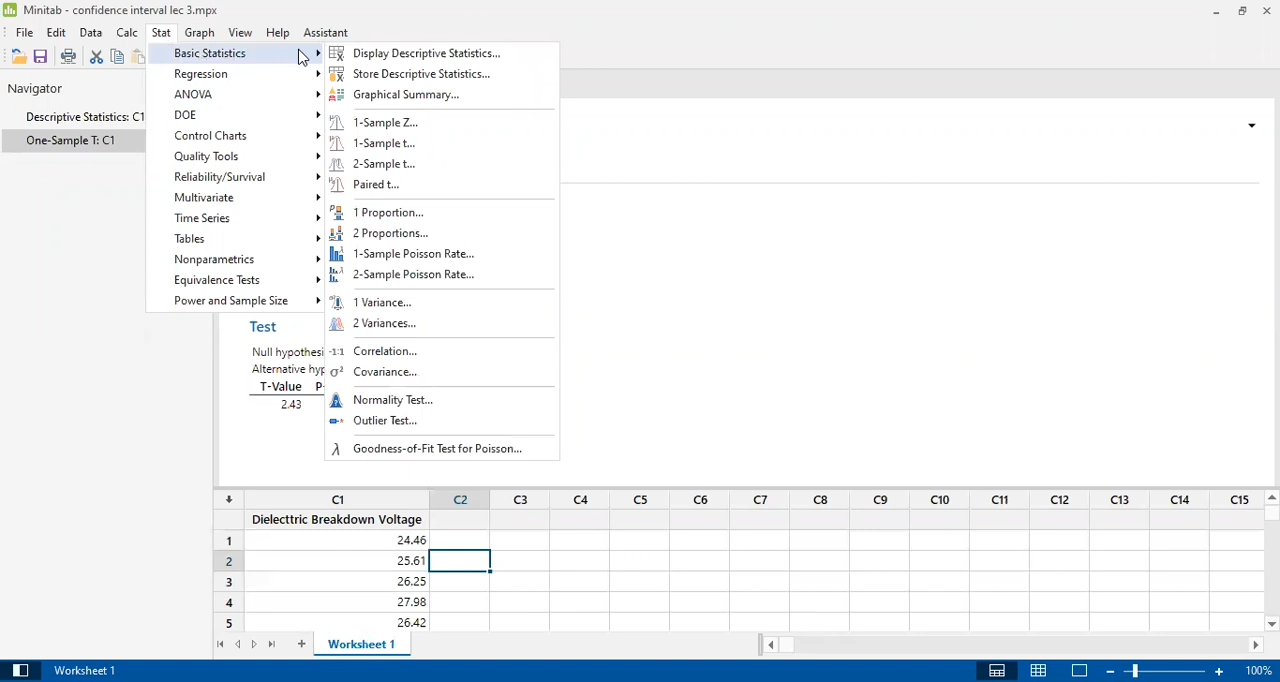 Minitab - confidence interval lec 3.mpx
File Edit Data Calc Stat Graph View Help Assistant
Navigator
Descriptive Statistics: C1
One-Sample T: C1
Basic Statistics
Regression
ANOVA
DOE
Control Charts
Quality Tools
Reliability/Survival
Multivariate
Time Series
Tables
Nonparametrics
Equivalence Tests
Power and Sample Size
Display Descriptive Statistics...
Store Descriptive Statistics...
Graphical Summary...
1-Sample Z...
1-Sample t...
2-Sample t...
Paired t...
1 Proportion...
2 Proportions...
1-Sample Poisson Rate...
2-Sample Poisson Rate...
1 Variance...
2 Variances...
Correlation...
Covariance...
Normality Test...
Outlier Test...
Goodness-of-Fit Test for Poisson...
Test
Null hypothesi
Alternative hyp
T-Value P-
2.43
C1 C2 C3 C4 C5 C6 C7 C8 C9 C10 C11 C12 C13 C14 C15
Dielecttric Breakdown Voltage
1 24.46
2 25.61
3 26.25
4 27.98
5 26.42
Worksheet 1
Worksheet 1 100%